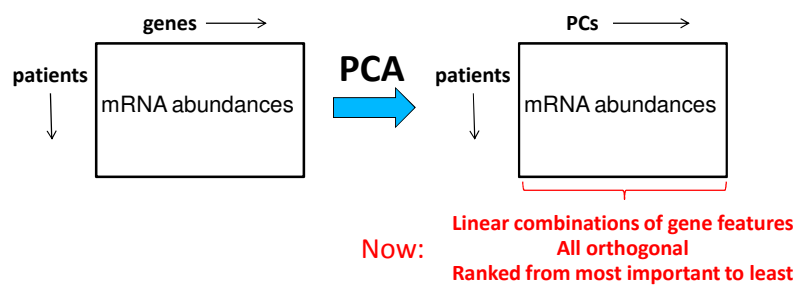 genes
patients
mRNA abundances
PCA
PCs
patients
mRNA abundances
Now:
Linear combinations of gene features
All orthogonal
Ranked from most important to least